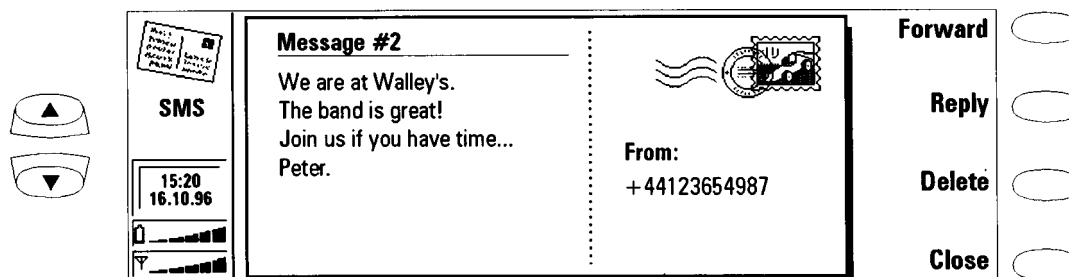 SMS
15:20
16.10.96
Message #2
We are at Walley's.
The band is great!
Join us if you have time...
Peter.
From:
+44123654987
Forward
Reply
Delete
Close